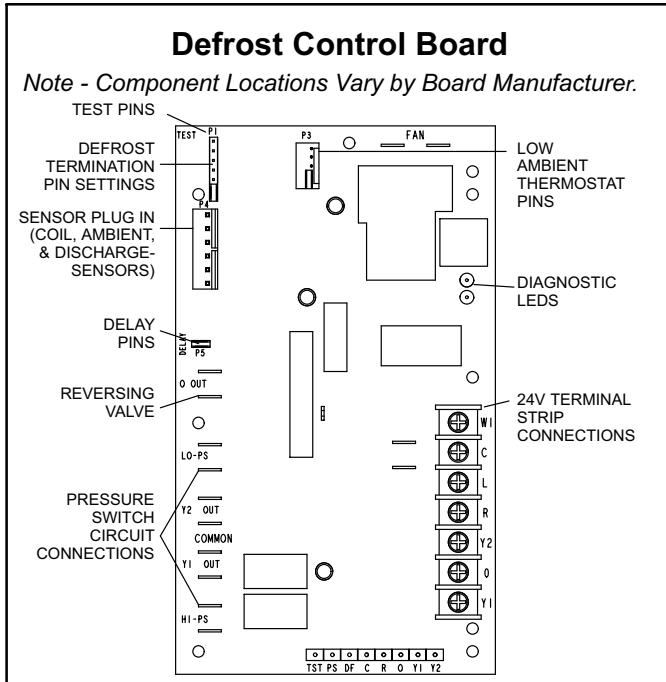 Defrost Control Board
Note - Component Locations Vary by Board Manufacturer.
TEST PINS
DEFROST
TERMINATION
PIN SETTINGS
SENSOR PLUG IN
(COIL, AMBIENT,
& DISCHARGE-
SENSORS)
DELAY
PINS
REVERSING
VALVE
PRESSURE
SWITCH
CIRCUIT
CONNECTIONS
TEST P1
P4
DELAY
P5
O OUT
LO-PS
Y2 OUT
COMMON
Y1 OUT
HI-PS
P3
FAN
LOW
AMBIENT
THERMOSTAT
PINS
DIAGNOSTIC
LEDS
24V TERMINAL
STRIP
CONNECTIONS
W1
C
L
R
Y2
O
Y1
TST PS DF C R O Y1 Y2